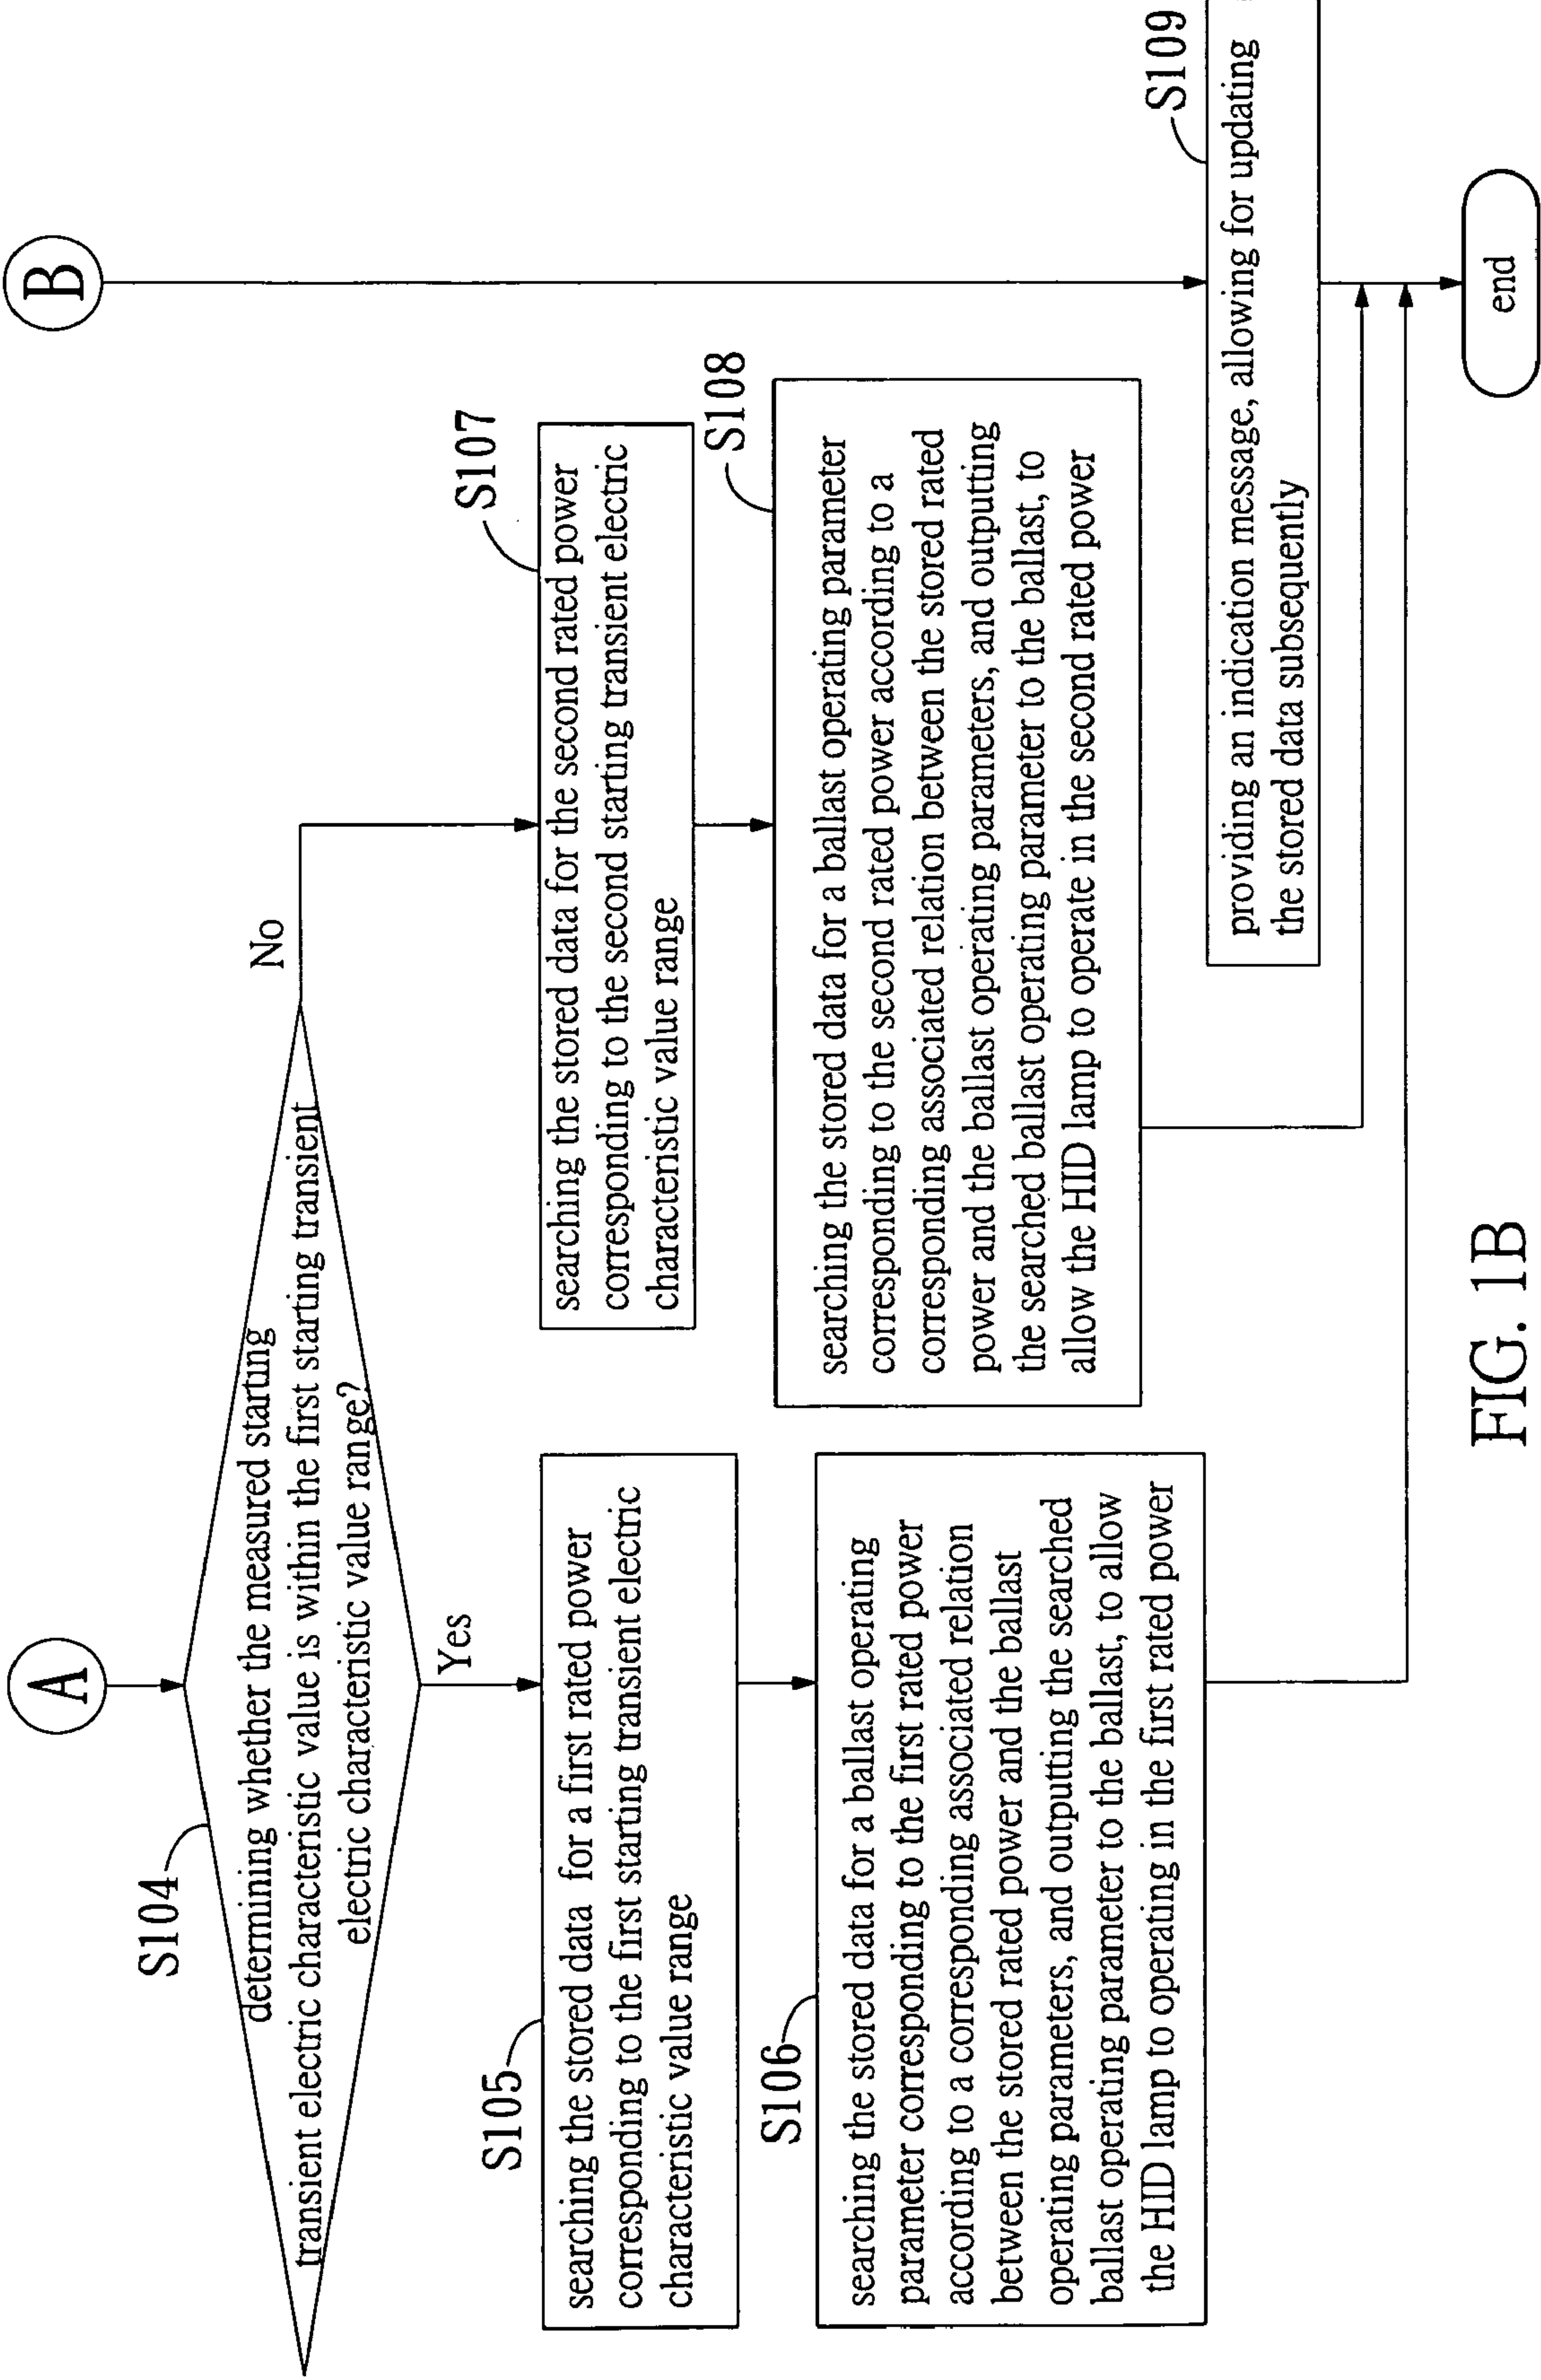 A
B
S104
determining whether the measured starting
transient electric characteristic value is within the first starting transient
electric characteristic value range?
No
Yes
S105
searching the stored data for a first rated power
corresponding to the first starting transient electric
characteristic value range
S107
searching the stored data for the second rated power
corresponding to the second starting transient electric
characteristic value range
S106
searching the stored data for a ballast operating
parameter corresponding to the first rated power
according to a corresponding associated relation
between the stored rated power and the ballast
operating parameters, and outputting the searched
ballast operating parameter to the ballast, to allow
the HID lamp to operating in the first rated power
S108
searching the stored data for a ballast operating parameter
corresponding to the second rated power according to a
corresponding associated relation between the stored rated
power and the ballast operating parameters, and outputting
the searched ballast operating parameter to the ballast, to
allow the HID lamp to operate in the second rated power
S109
providing an indication message, allowing for updating
the stored data subsequently
end
FIG. 1B